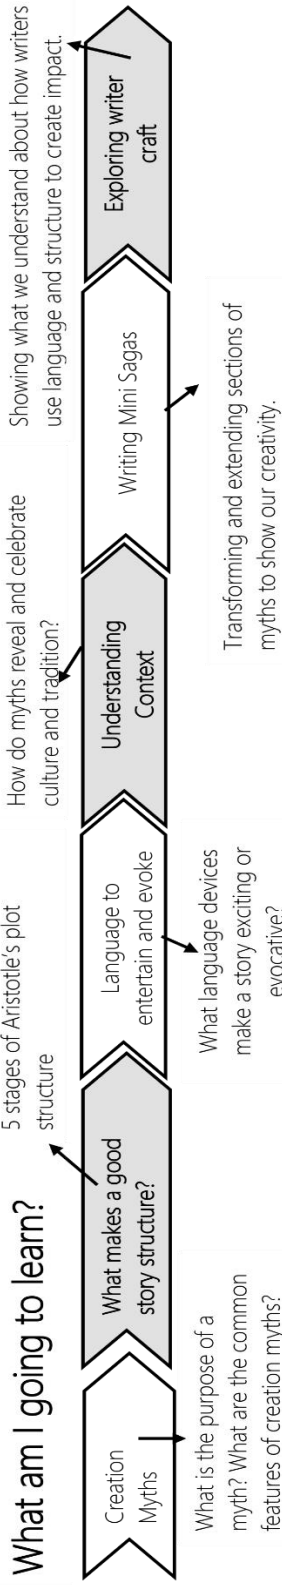 What am I going to learn?
Creation
Myths
What is the purpose of a
myth? What are the common
features of creation myths?
What makes a good
story structure?
5 stages of Aristotle's plot
structure
Language to
entertain and evoke
What language devices
make a story exciting or
evocative?
Understanding
Context
How do myths reveal and celebrate
culture and tradition?
Writing Mini Sagas
Transforming and extending sections of
myths to show our creativity.
Exploring writer
craft
Showing what we understand about how writers
use language and structure to create impact.